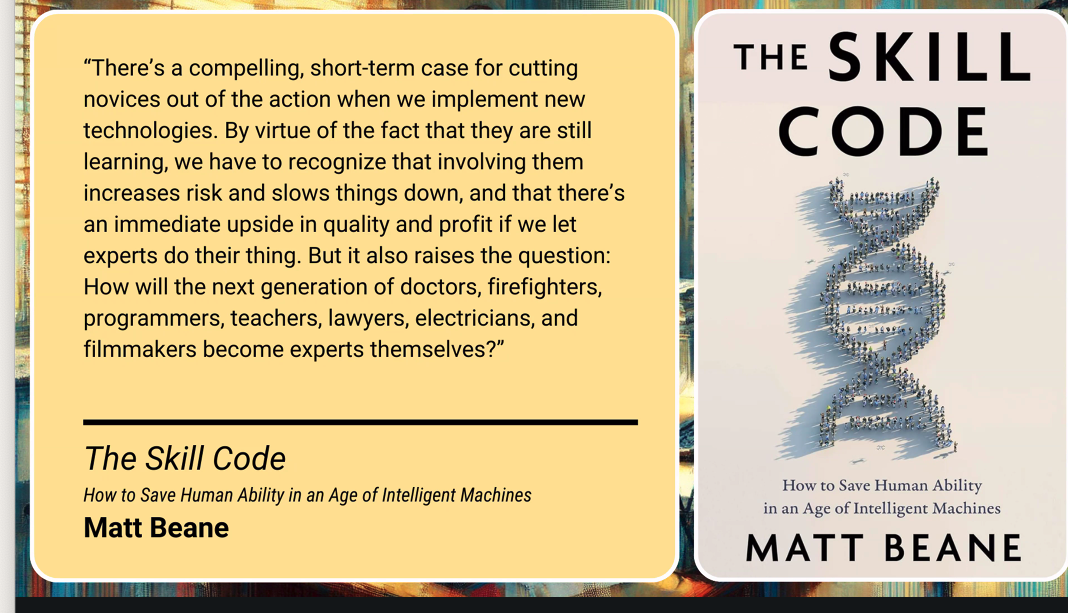 “There’s a compelling, short-term case for cutting
novices out of the action when we implement new
technologies. By virtue of the fact that they are still
learning, we have to recognize that involving them
increases risk and slows things down, and that there’s
an immediate upside in quality and profit if we let
experts do their thing. But it also raises the question:
How will the next generation of doctors, firefighters,
programmers, teachers, lawyers, electricians, and
filmmakers become experts themselves?”
The Skill Code
How to Save Human Ability in an Age of Intelligent Machines
Matt Beane
THE SKILL
CODE
How to Save Human Ability
in an Age of Intelligent Machines
MATT BEANE